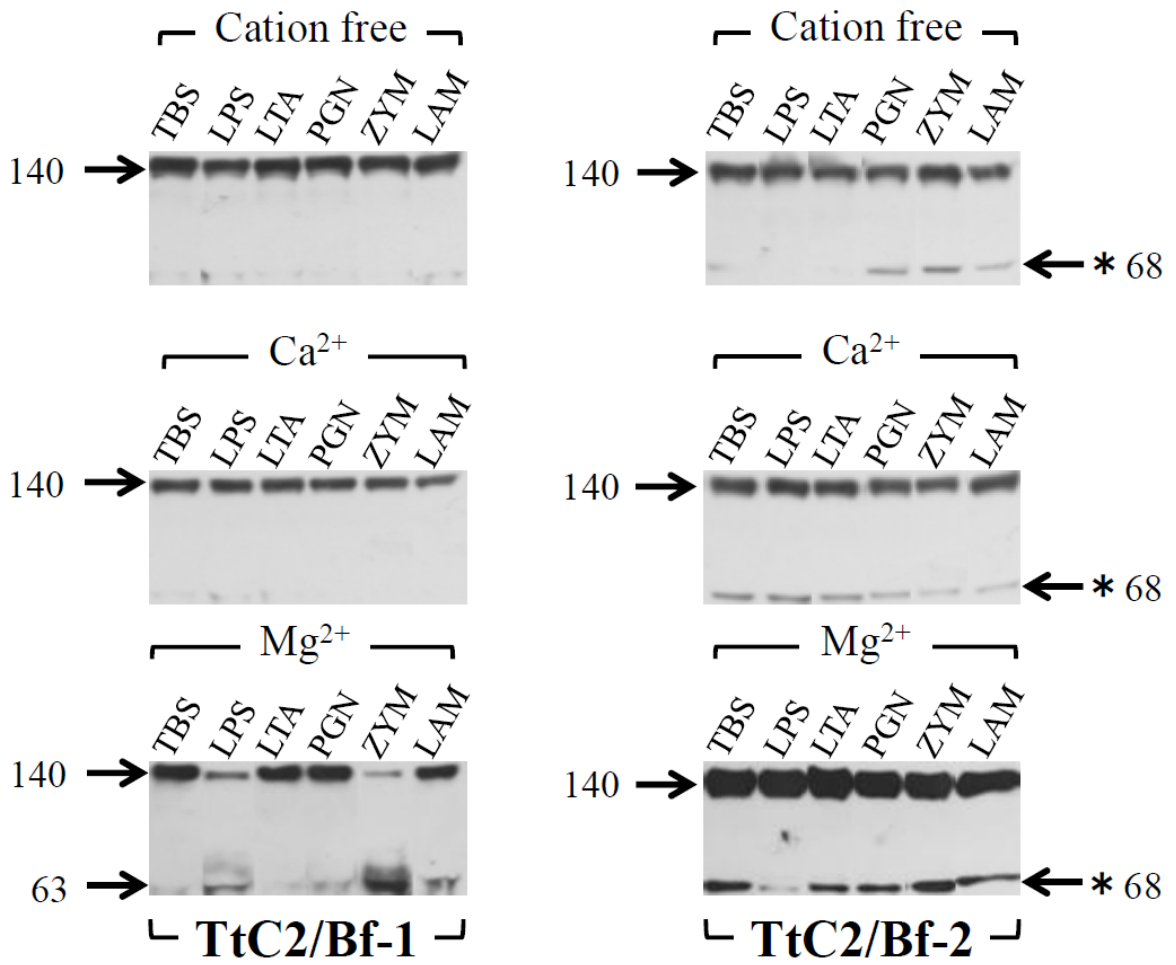 Cation free Cation free
TBS LPS LTA PGN ZYM LAM TBS LPS LTA PGN ZYM LAM
140 140
* 68
Ca²⁺ Ca²⁺
TBS LPS LTA PGN ZYM LAM TBS LPS LTA PGN ZYM LAM
140 140
* 68
Mg²⁺ Mg²⁺
TBS LPS LTA PGN ZYM LAM TBS LPS LTA PGN ZYM LAM
140 140
63 * 68
TtC2/Bf-1 TtC2/Bf-2